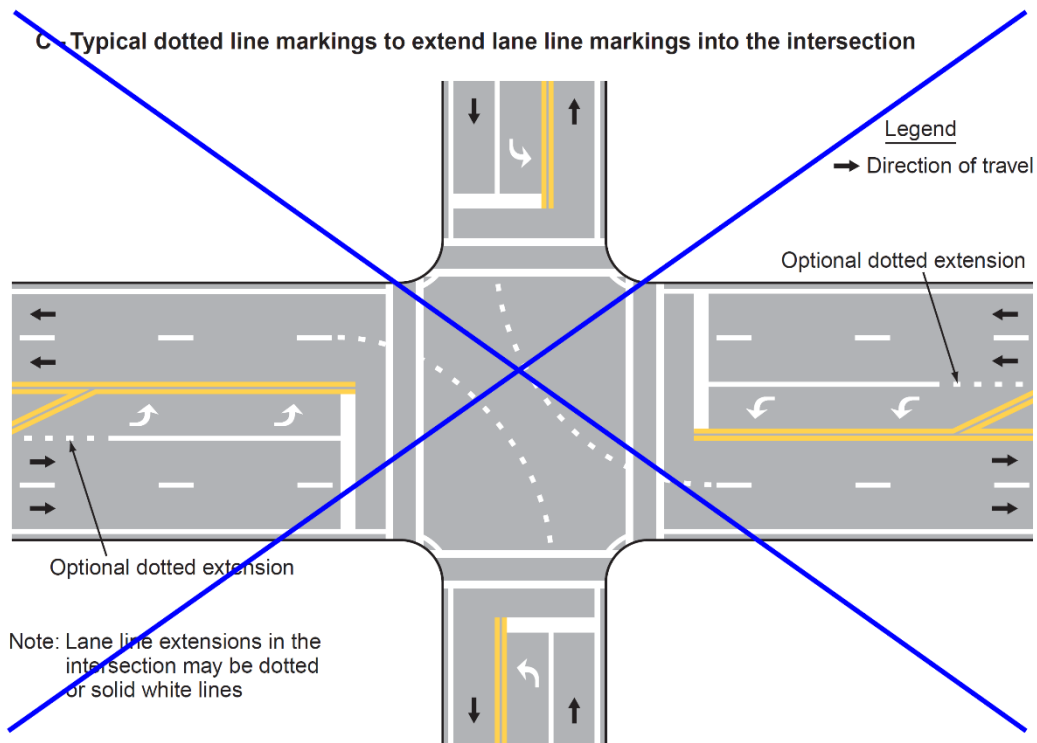 C - Typical dotted line markings to extend lane line markings into the intersection
Legend
Direction of travel
Optional dotted extension
Optional dotted extension
Note: Lane line extensions in the
intersection may be dotted
or solid white lines